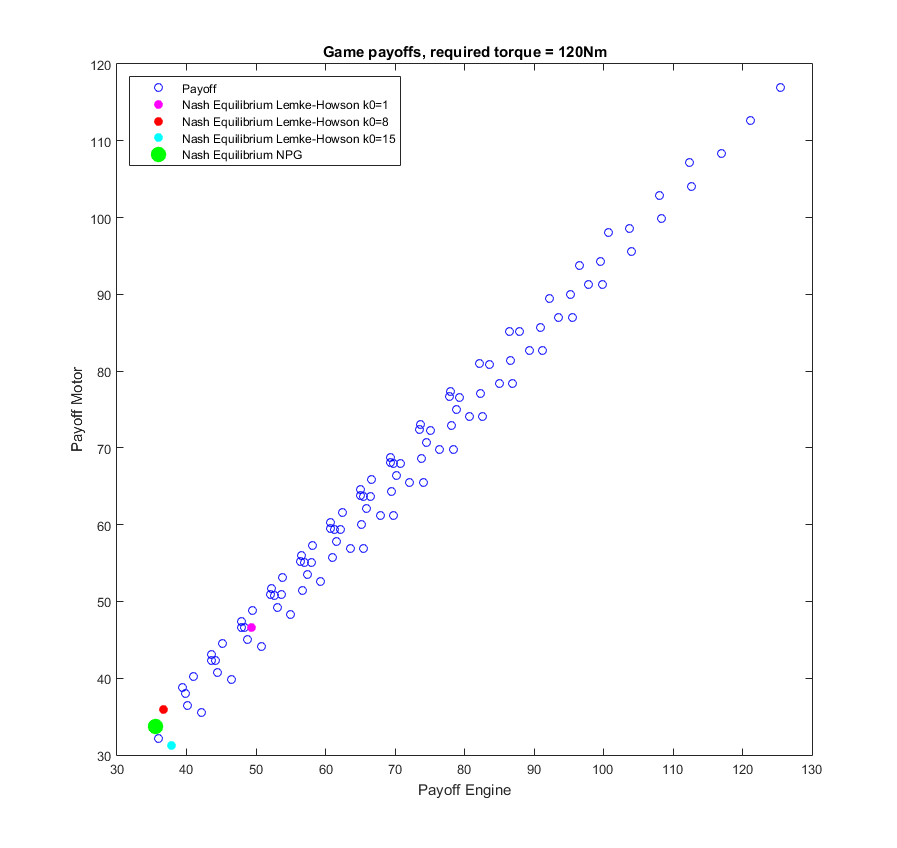 Game payoffs, required torque = 120Nm
120
Payoff
Nash Equilibrium Lemke-Howson k0=1
Nash Equilibrium Lemke-Howson k0=8
Nash Equilibrium Lemke-Howson k0=15
Nash Equilibrium NPG
110
100
90
80
70
60
50
40
30
Payoff Motor
30 40 50 60 70 80 90 100 110 120 130
Payoff Engine